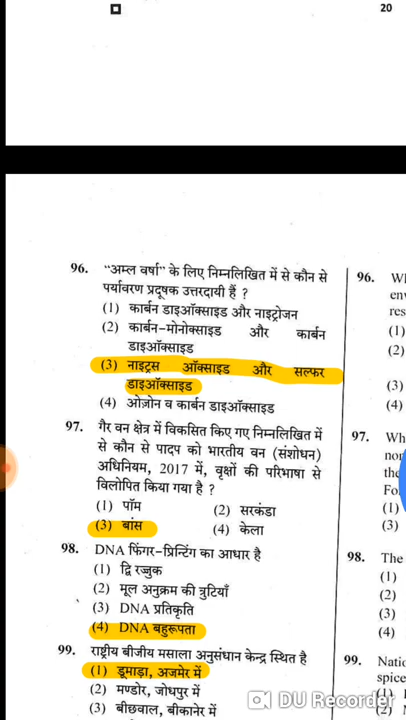 20
96. "अम्ल वर्षा" के लिए निम्नलिखित में से कौन से
पर्यावरण प्रदूषक उत्तरदायी हैं ?
(1) कार्बन डाइऑक्साइड और नाइट्रोजन
(2) कार्बन-मोनोक्साइड और कार्बन
डाइऑक्साइड
(3) नाइट्रस ऑक्साइड और सल्फर
डाइऑक्साइड
(4) ओज़ोन व कार्बन डाइऑक्साइड
97. गैर वन क्षेत्र में विकसित किए गए निम्नलिखित में
से कौन से पादप को भारतीय वन (संशोधन)
अधिनियम, 2017 में, वृक्षों की परिभाषा से
विलोपित किया गया है ?
(1) पॉम (2) सरकंडा
(3) बांस (4) केला
98. DNA फिंगर-प्रिन्टिंग का आधार है
(1) द्वि रज्जुक
(2) मूल अनुक्रम की त्रुटियाँ
(3) DNA प्रतिकृति
(4) DNA बहुरूपता
99. राष्ट्रीय बीजीय मसाला अनुसंधान केन्द्र स्थित है
(1) डूमाड़ा, अजमेर में
(2) मण्डोर, जोधपुर में
(3) बीछवाल, बीकानेर में
96.
res
(1)
(2)
(3)
(4)
97.
the
(1)
(3)
98. The
(1)
(2)
(3)
(4)
99.
spice
(2)
DU Recorder